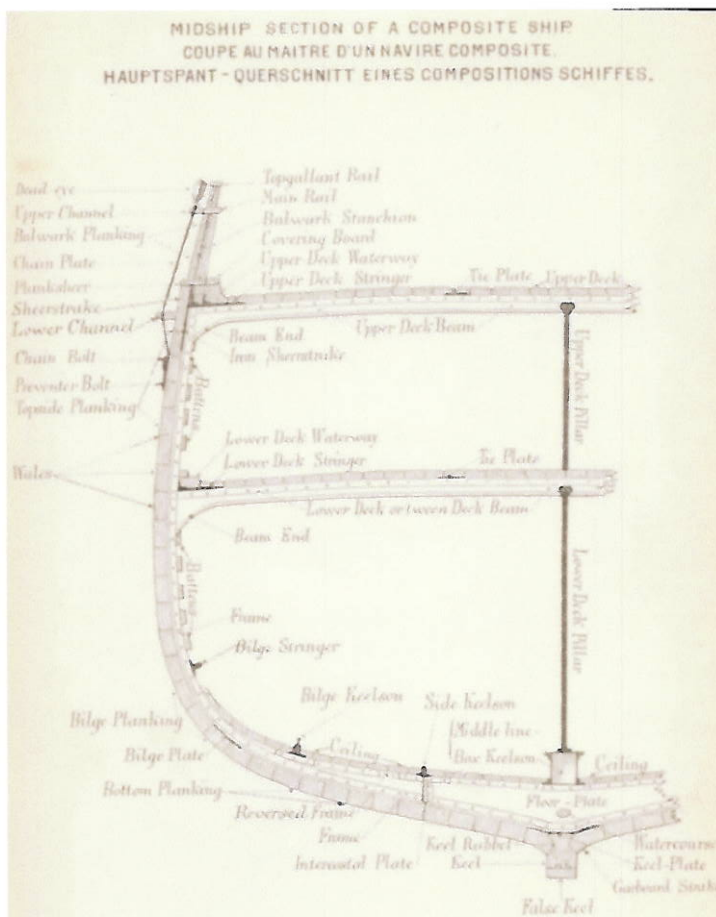 MIDSHIP SECTION OF A COMPOSITE SHIP
COUPE AU MAITRE D'UN NAVIRE COMPOSITE.
HAUPTSPANT - QUERSCHNITT EINES COMPOSITIONS SCHIFFES.
Dead eye
Upper Channel
Bulwark Planking
Chain Plate
Planksheer
Sheerstrake
Lower Channel
Chain Bolt
Preventer Bolt
Topside Planking
Wales
Topgallant Rail
Main Rail
Bulwark Stanchion
Covering Board
Upper Deck Waterway
Upper Deck Stringer
Tie Plate
Upper Deck
Beam End
Iron Sheerstrake
Upper Deck Beam
Battens
Upper Deck Pillar
Lower Deck Waterway
Lower Deck Stringer
Tie Plate
Lower Deck or 'tween Deck Beam
Beam End
Battens
Lower Deck Pillar
Frame
Bilge Stringer
Bilge Keelson
Side Keelson
Middle line
Box Keelson
Bilge Planking
Ceiling
Ceiling
Bilge Plate
Bottom Planking
Floor-Plate
Reversed Frame
Frame
Intercostal Plate
Keel Rabbet
Keel
Watercourse
Keel-Plate
Garboard Strake
False Keel